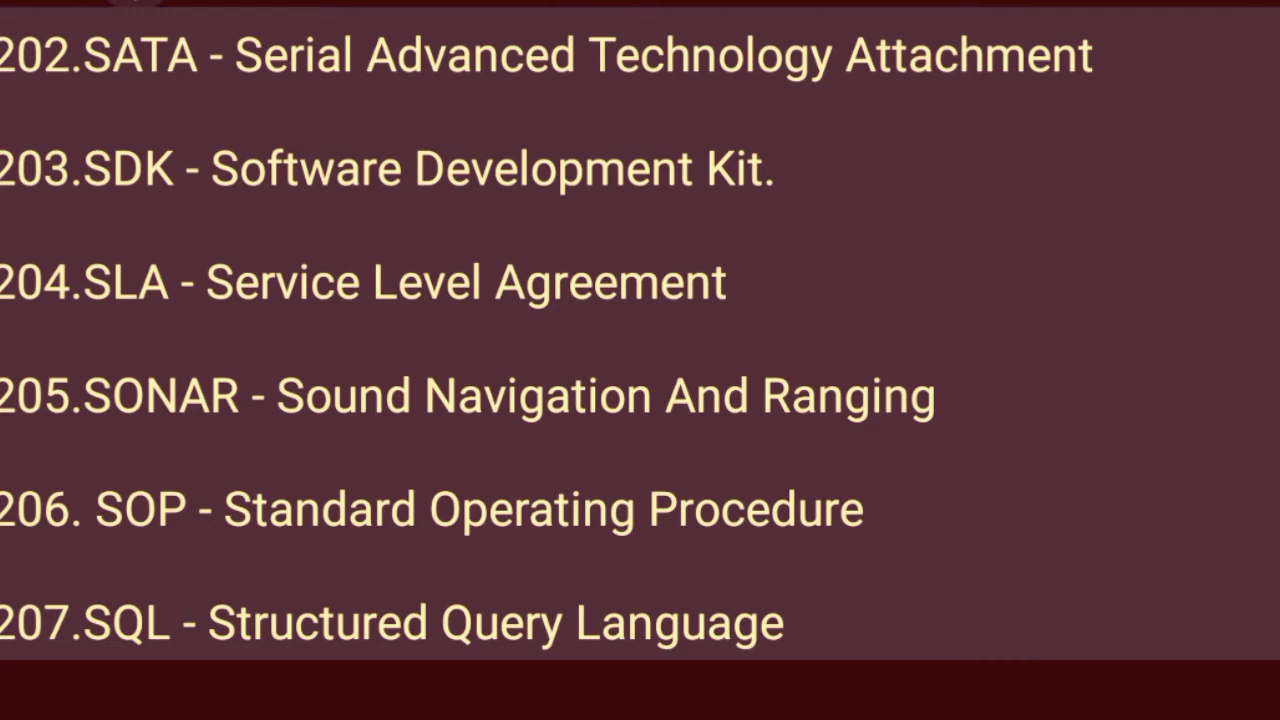 202.SATA - Serial Advanced Technology Attachment
203.SDK - Software Development Kit.
204.SLA - Service Level Agreement
205.SONAR - Sound Navigation And Ranging
206. SOP - Standard Operating Procedure
207.SQL - Structured Query Language